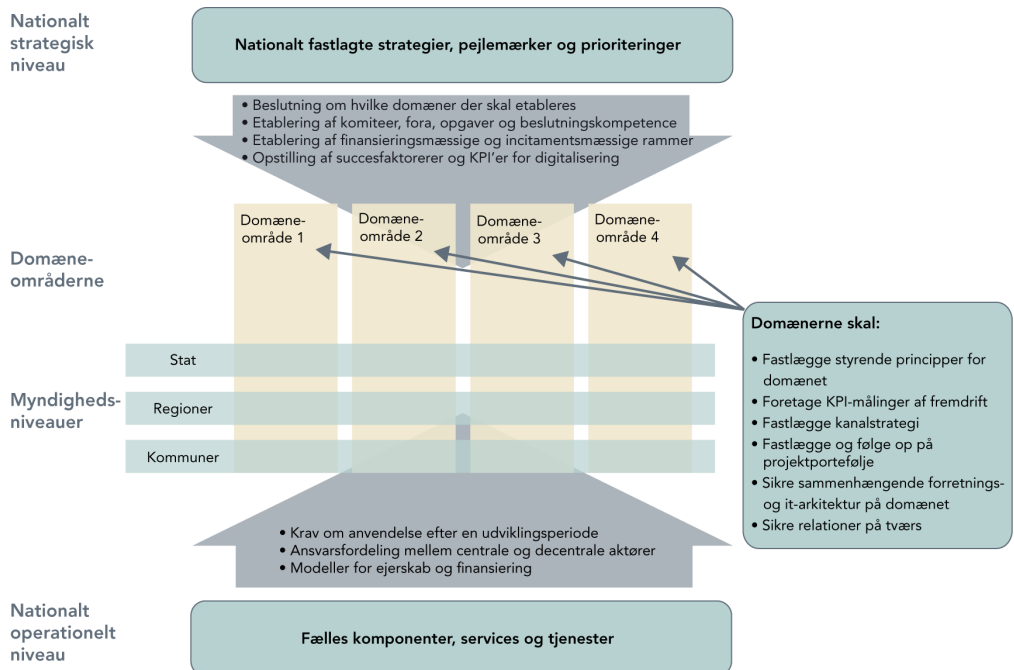 Nationalt
strategisk
niveau
Nationalt fastlagte strategier, pejlemærker og prioriteringer
• Beslutning om hvilke domæner der skal etableres
• Etablering af komiteer, fora, opgaver og beslutningskompetence
• Etablering af finansieringsmæssige og incitamentsmæssige rammer
• Opstilling af succesfaktorerer og KPI'er for digitalisering
Domæne-
område 1
Domæne-
område 2
Domæne-
område 3
Domæne-
område 4
Domæne-
områderne
Domænerne skal:
• Fastlægge styrende principper for
domænet
• Foretage KPI-målinger af fremdrift
• Fastlægge kanalstrategi
• Fastlægge og følge op på
projektportefølje
• Sikre sammenhængende forretnings-
og it-arkitektur på domænet
• Sikre relationer på tværs
Myndigheds-
niveauer
Stat
Regioner
Kommuner
• Krav om anvendelse efter en udviklingsperiode
• Ansvarsfordeling mellem centrale og decentrale aktører
• Modeller for ejerskab og finansiering
Nationalt
operationelt
niveau
Fælles komponenter, services og tjenester